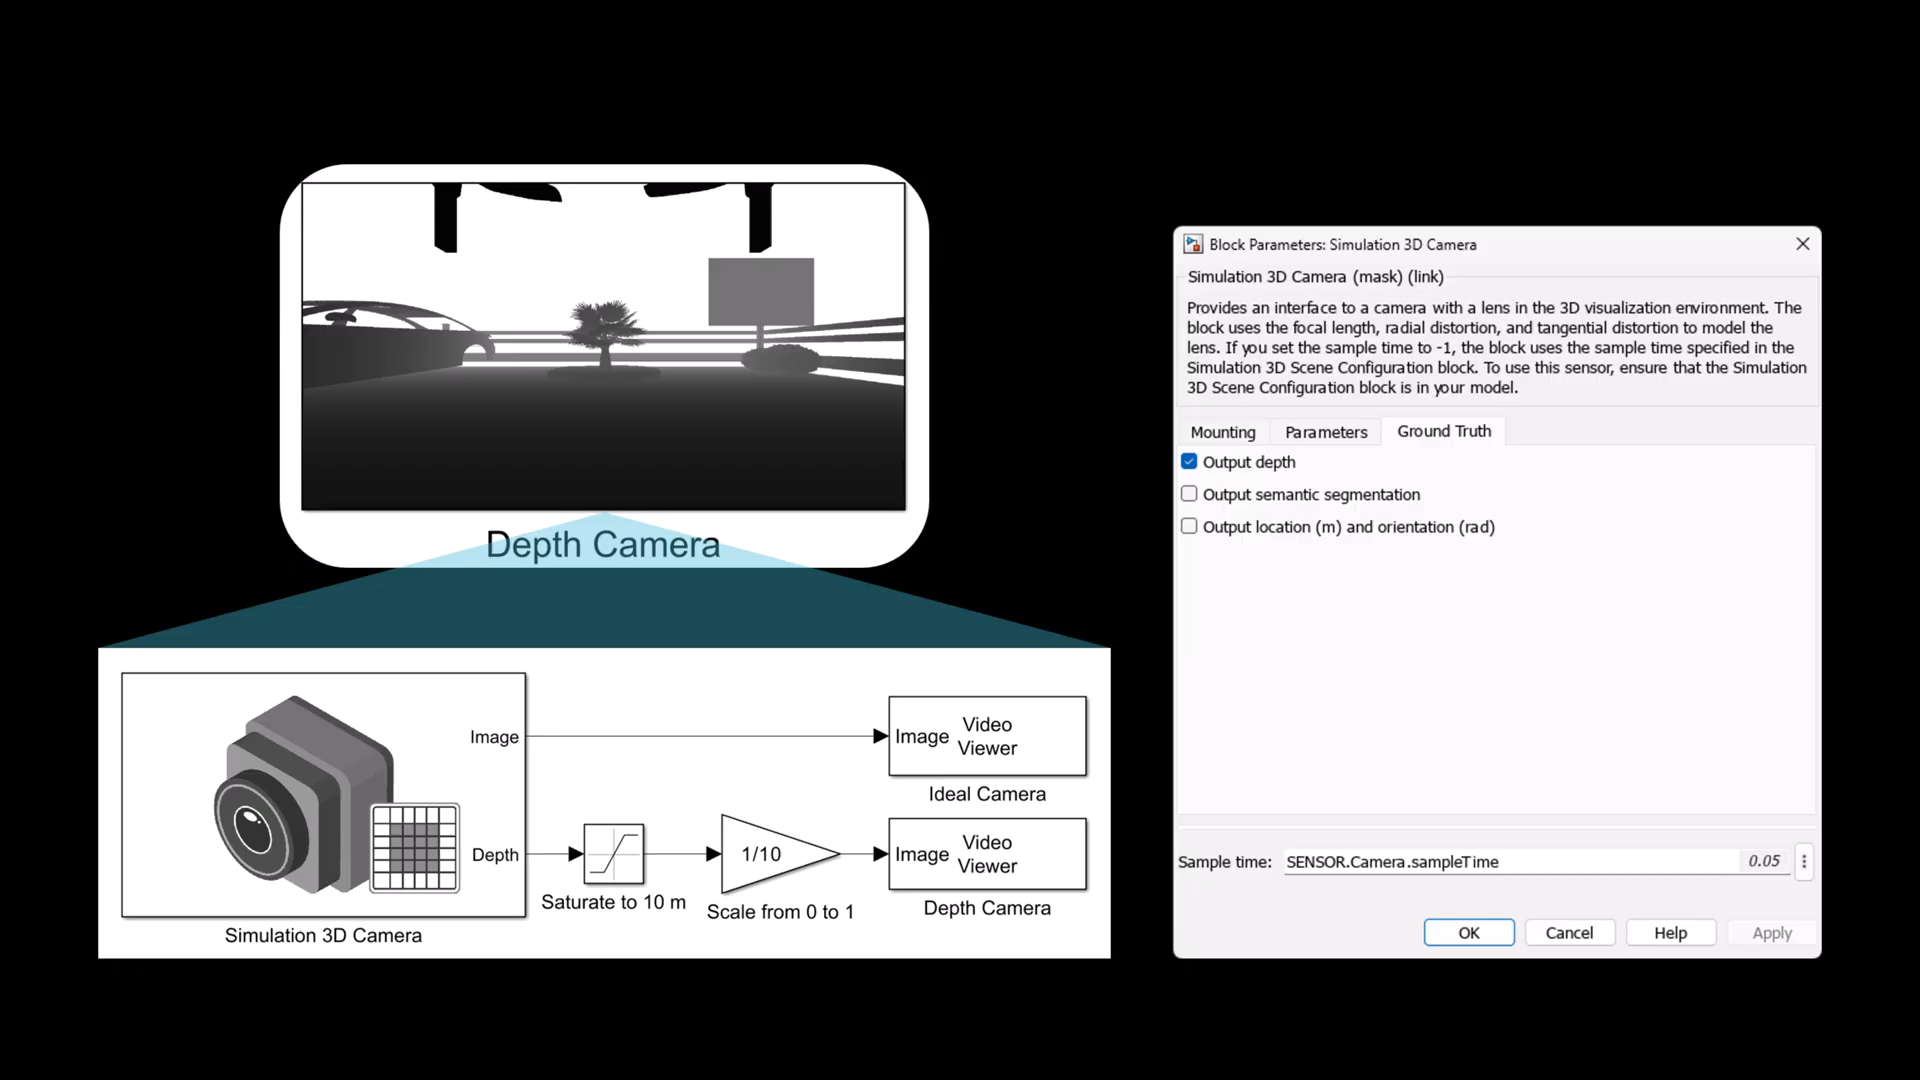 Depth Camera
Image
Depth
Simulation 3D Camera
Saturate to 10 m
1/10
Scale from 0 to 1
Image
Video
Viewer
Ideal Camera
Image
Video
Viewer
Depth Camera
Block Parameters: Simulation 3D Camera
Simulation 3D Camera (mask) (link)
Provides an interface to a camera with a lens in the 3D visualization environment. The
block uses the focal length, radial distortion, and tangential distortion to model the
lens. If you set the sample time to -1, the block uses the sample time specified in the
Simulation 3D Scene Configuration block. To use this sensor, ensure that the Simulation
3D Scene Configuration block is in your model.
Mounting Parameters Ground Truth
Output depth
Output semantic segmentation
Output location (m) and orientation (rad)
Sample time: SENSOR.Camera.sampleTime 0.05
OK Cancel Help Apply